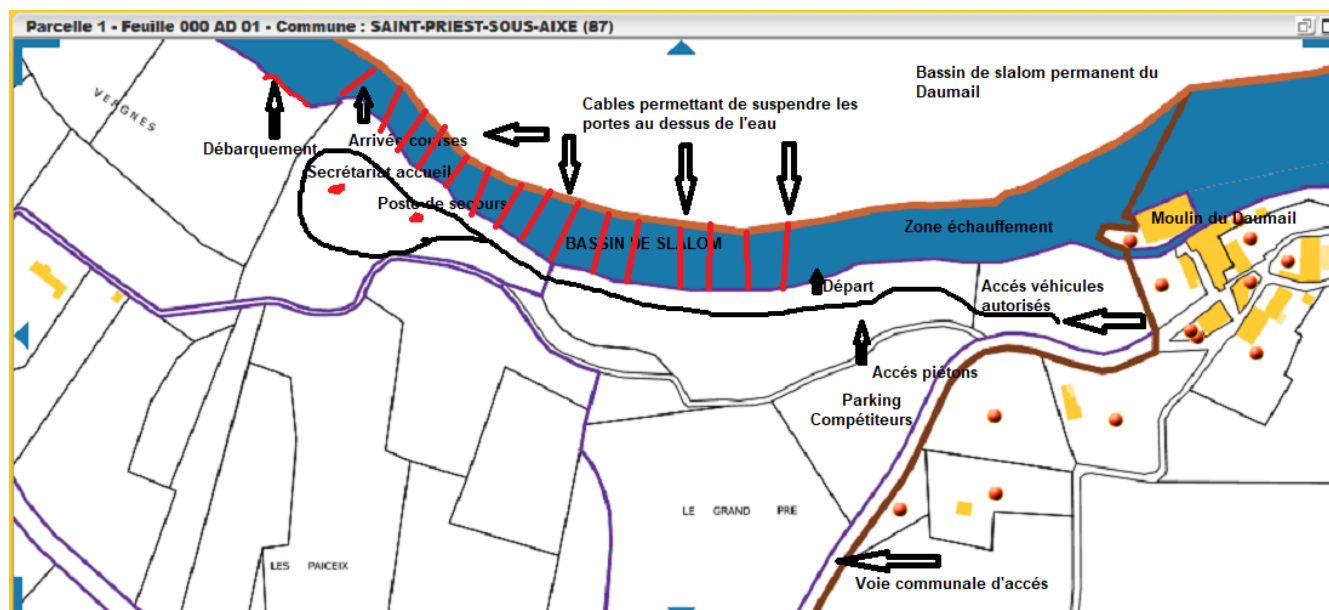 Parcelle 1 - Feuille 000 AD 01 - Commune : SAINT-PRIEST-SOUS-AIXE (87)
Bassin de slalom permanent du
Daumail
VERGNES
Cables permettant de suspendre les
portes au dessus de l'eau
Débarquement
Arrivée courses
Secrétariat accueil
Poste de secours
BASSIN DE SLALOM
Zone échauffement
Moulin du Daumail
Départ
Accés véhicules
autorisés
Accés piétons
Parking
Compétiteurs
LE GRAND PRE
LES PAICEIX
Voie communale d'accés